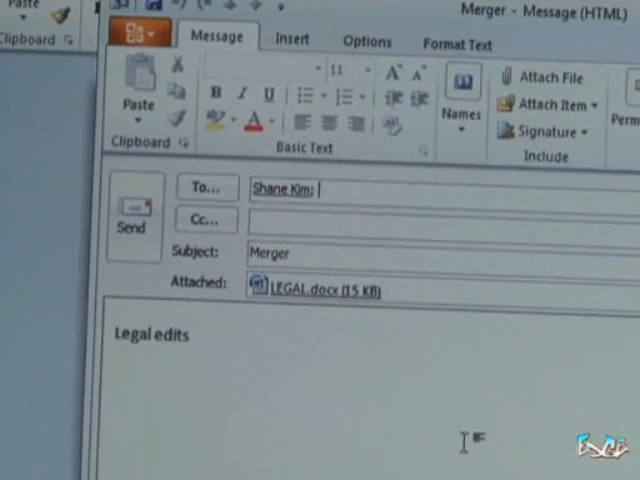 Paste
Clipboard
Merger - Message (HTML)
Message
Insert
Options
Format Text
11
A A
Attach File
Paste
B I U
Names
Attach Item
A
Signature
Clipboard
Basic Text
Include
To...
Shane Kim;
Send
Cc...
Subject:
Merger
Attached:
LEGAL.docx (15 KB)
Legal edits